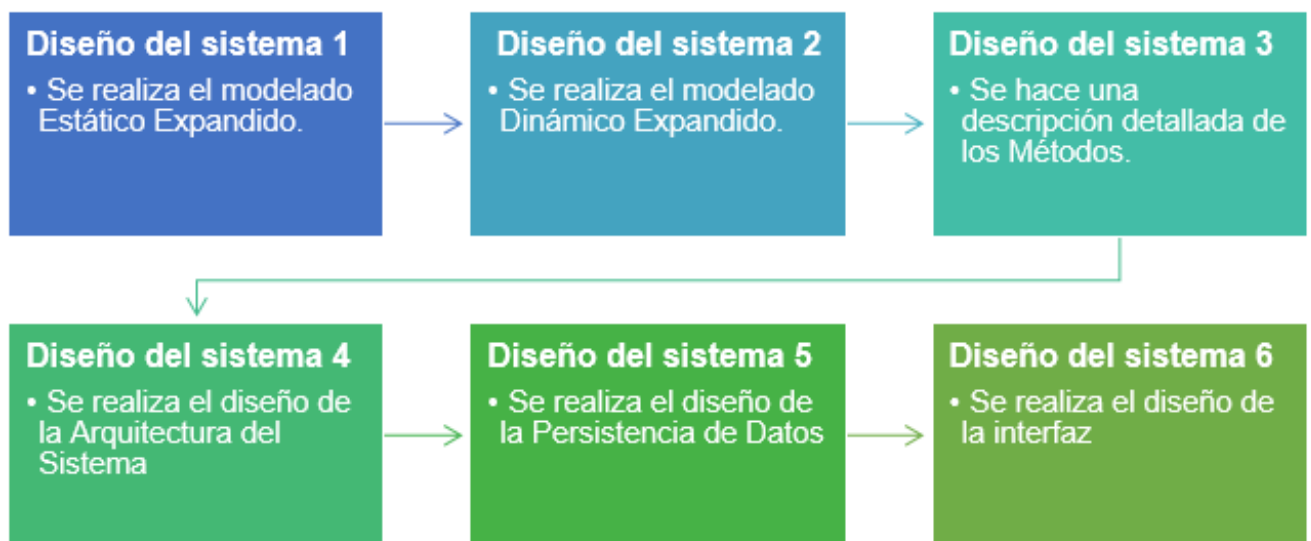 Diseño del sistema 1
• Se realiza el modelado
Estático Expandido.
Diseño del sistema 2
• Se realiza el modelado
Dinámico Expandido.
Diseño del sistema 3
• Se hace una
descripción detallada de
los Métodos.
Diseño del sistema 4
• Se realiza el diseño de
la Arquitectura del
Sistema
Diseño del sistema 5
• Se realiza el diseño de
la Persistencia de Datos
Diseño del sistema 6
• Se realiza el diseño de
la interfaz